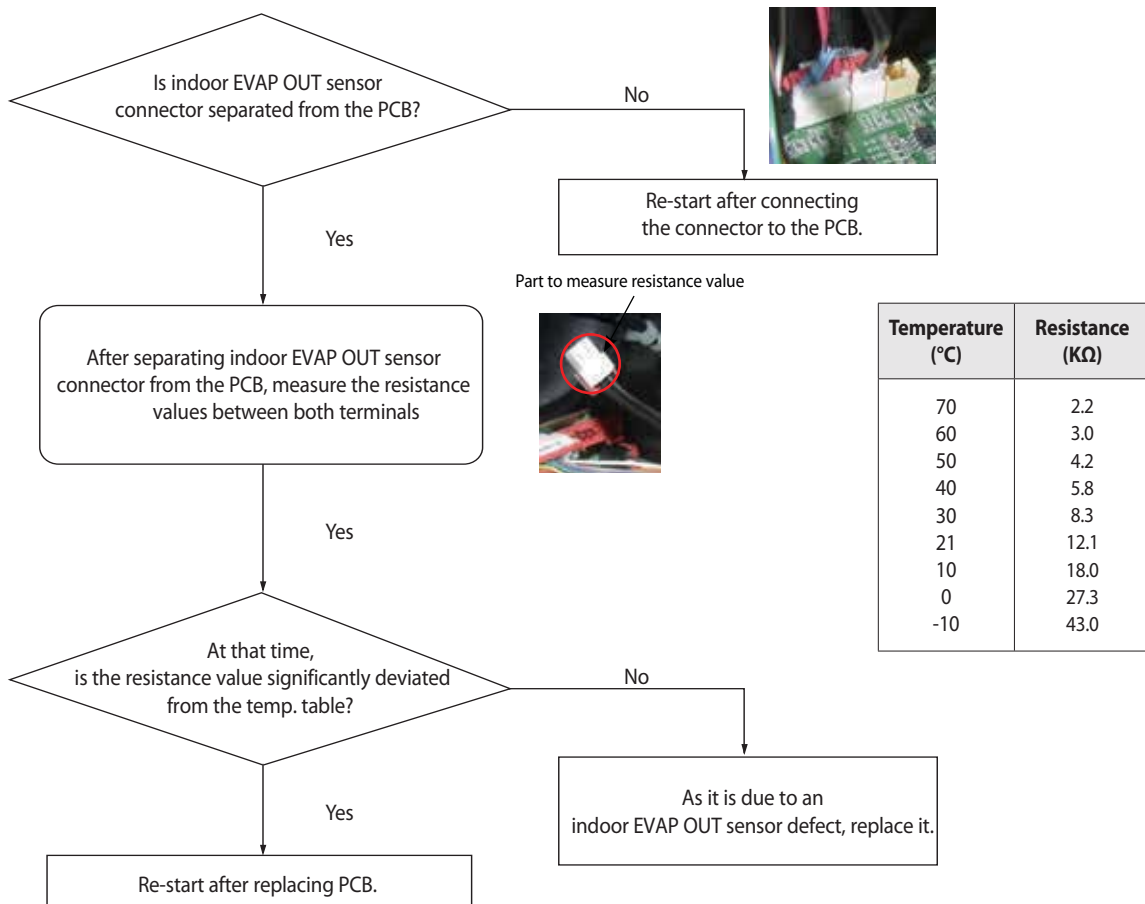 Is indoor EVAP OUT sensor
connector separated from the PCB?
No
Re-start after connecting
the connector to the PCB.
Yes
Part to measure resistance value
After separating indoor EVAP OUT sensor
connector from the PCB, measure the resistance
values between both terminals
Temperature
(°C)
Resistance
(KΩ)
70 2.2
60 3.0
50 4.2
40 5.8
30 8.3
21 12.1
10 18.0
0 27.3
-10 43.0
Yes
At that time,
is the resistance value significantly deviated
from the temp. table?
No
As it is due to an
indoor EVAP OUT sensor defect, replace it.
Yes
Re-start after replacing PCB.